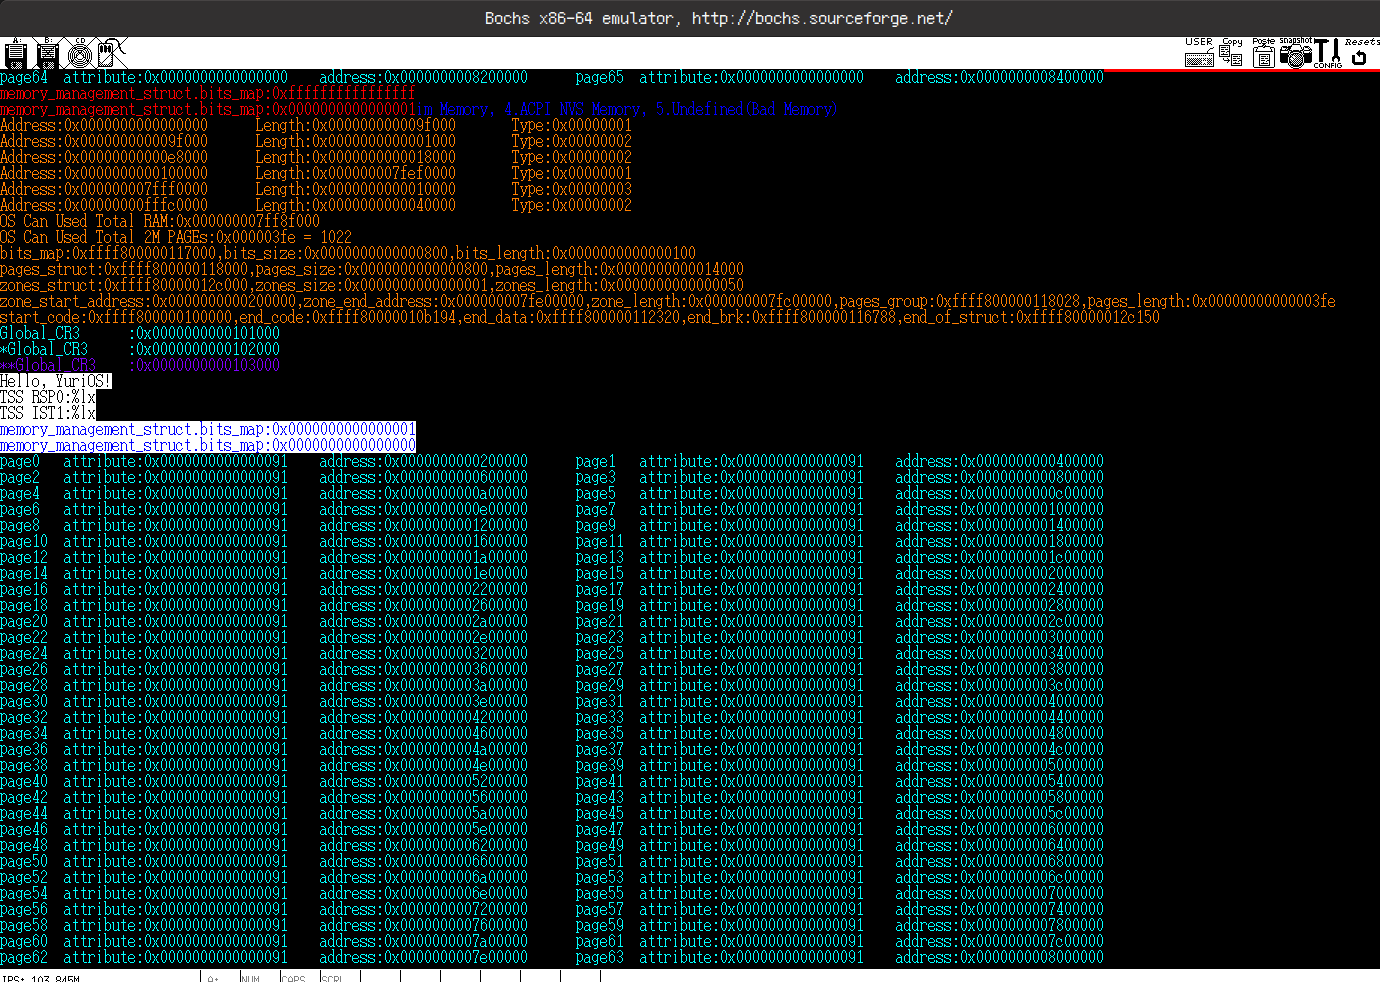 Bochs x86-64 emulator, http://bochs.sourceforge.net/
A: B: CD USER Copy Paste snapshot CONFIG Reset
page64 attribute:0x0000000000000000 address:0x0000000008200000 page65 attribute:0x0000000000000000 address:0x0000000008400000
memory_management_struct.bits_map:0xffffffffffffffff
memory_management_struct.bits_map:0x0000000000000001im Memory, 4.ACPI NVS Memory, 5.Undefined(Bad Memory)
Address:0x0000000000000000 Length:0x000000000009f000 Type:0x00000001
Address:0x000000000009f000 Length:0x0000000000001000 Type:0x00000002
Address:0x00000000000e8000 Length:0x0000000000018000 Type:0x00000002
Address:0x0000000000100000 Length:0x000000007fef0000 Type:0x00000001
Address:0x000000007fff0000 Length:0x0000000000010000 Type:0x00000003
Address:0x00000000fffc0000 Length:0x0000000000040000 Type:0x00000002
OS Can Used Total RAM:0x000000007ff8f000
OS Can Used Total 2M PAGEs:0x000003fe = 1022
bits_map:0xffff800000117000,bits_size:0x0000000000000800,bits_length:0x0000000000000100
pages_struct:0xffff800000118000,pages_size:0x0000000000000800,pages_length:0x0000000000014000
zones_struct:0xffff80000012c000,zones_size:0x0000000000000001,zones_length:0x0000000000000050
zone_start_address:0x0000000000200000,zone_end_address:0x000000007fe00000,zone_length:0x000000007fc00000,pages_group:0xffff800000118028,pages_length:0x00000000000003fe
start_code:0xffff800000100000,end_code:0xffff80000010b194,end_data:0xffff800000112320,end_brk:0xffff800000116788,end_of_struct:0xffff80000012c150
Global_CR3 :0x0000000000101000
*Global_CR3 :0x0000000000102000
**Global_CR3 :0x0000000000103000
Hello, YuriOS!
TSS RSP0:%lx
TSS IST1:%lx
memory_management_struct.bits_map:0x0000000000000001
memory_management_struct.bits_map:0x0000000000000000
page0 attribute:0x0000000000000091 address:0x0000000000200000 page1 attribute:0x0000000000000091 address:0x0000000000400000
page2 attribute:0x0000000000000091 address:0x0000000000600000 page3 attribute:0x0000000000000091 address:0x0000000000800000
page4 attribute:0x0000000000000091 address:0x0000000000a00000 page5 attribute:0x0000000000000091 address:0x0000000000c00000
page6 attribute:0x0000000000000091 address:0x0000000000e00000 page7 attribute:0x0000000000000091 address:0x0000000001000000
page8 attribute:0x0000000000000091 address:0x0000000001200000 page9 attribute:0x0000000000000091 address:0x0000000001400000
page10 attribute:0x0000000000000091 address:0x0000000001600000 page11 attribute:0x0000000000000091 address:0x0000000001800000
page12 attribute:0x0000000000000091 address:0x0000000001a00000 page13 attribute:0x0000000000000091 address:0x0000000001c00000
page14 attribute:0x0000000000000091 address:0x0000000001e00000 page15 attribute:0x0000000000000091 address:0x0000000002000000
page16 attribute:0x0000000000000091 address:0x0000000002200000 page17 attribute:0x0000000000000091 address:0x0000000002400000
page18 attribute:0x0000000000000091 address:0x0000000002600000 page19 attribute:0x0000000000000091 address:0x0000000002800000
page20 attribute:0x0000000000000091 address:0x0000000002a00000 page21 attribute:0x0000000000000091 address:0x0000000002c00000
page22 attribute:0x0000000000000091 address:0x0000000002e00000 page23 attribute:0x0000000000000091 address:0x0000000003000000
page24 attribute:0x0000000000000091 address:0x0000000003200000 page25 attribute:0x0000000000000091 address:0x0000000003400000
page26 attribute:0x0000000000000091 address:0x0000000003600000 page27 attribute:0x0000000000000091 address:0x0000000003800000
page28 attribute:0x0000000000000091 address:0x0000000003a00000 page29 attribute:0x0000000000000091 address:0x0000000003c00000
page30 attribute:0x0000000000000091 address:0x0000000003e00000 page31 attribute:0x0000000000000091 address:0x0000000004000000
page32 attribute:0x0000000000000091 address:0x0000000004200000 page33 attribute:0x0000000000000091 address:0x0000000004400000
page34 attribute:0x0000000000000091 address:0x0000000004600000 page35 attribute:0x0000000000000091 address:0x0000000004800000
page36 attribute:0x0000000000000091 address:0x0000000004a00000 page37 attribute:0x0000000000000091 address:0x0000000004c00000
page38 attribute:0x0000000000000091 address:0x0000000004e00000 page39 attribute:0x0000000000000091 address:0x0000000005000000
page40 attribute:0x0000000000000091 address:0x0000000005200000 page41 attribute:0x0000000000000091 address:0x0000000005400000
page42 attribute:0x0000000000000091 address:0x0000000005600000 page43 attribute:0x0000000000000091 address:0x0000000005800000
page44 attribute:0x0000000000000091 address:0x0000000005a00000 page45 attribute:0x0000000000000091 address:0x0000000005c00000
page46 attribute:0x0000000000000091 address:0x0000000005e00000 page47 attribute:0x0000000000000091 address:0x0000000006000000
page48 attribute:0x0000000000000091 address:0x0000000006200000 page49 attribute:0x0000000000000091 address:0x0000000006400000
page50 attribute:0x0000000000000091 address:0x0000000006600000 page51 attribute:0x0000000000000091 address:0x0000000006800000
page52 attribute:0x0000000000000091 address:0x0000000006a00000 page53 attribute:0x0000000000000091 address:0x0000000006c00000
page54 attribute:0x0000000000000091 address:0x0000000006e00000 page55 attribute:0x0000000000000091 address:0x0000000007000000
page56 attribute:0x0000000000000091 address:0x0000000007200000 page57 attribute:0x0000000000000091 address:0x0000000007400000
page58 attribute:0x0000000000000091 address:0x0000000007600000 page59 attribute:0x0000000000000091 address:0x0000000007800000
page60 attribute:0x0000000000000091 address:0x0000000007a00000 page61 attribute:0x0000000000000091 address:0x0000000007c00000
page62 attribute:0x0000000000000091 address:0x0000000007e00000 page63 attribute:0x0000000000000091 address:0x0000000008000000
IPS: 103.845M A: NUM CAPS SCRL